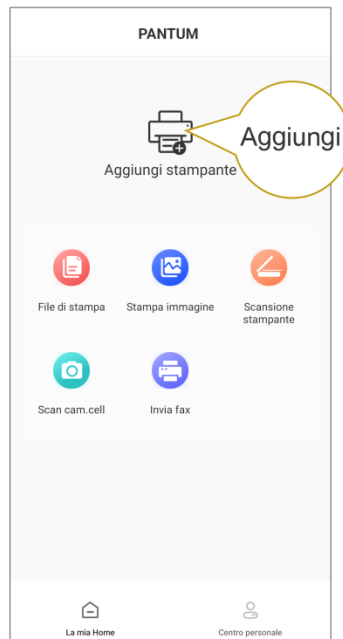 PANTUM
Aggiungi
Aggiungi stampante
File di stampa
Stampa immagine
Scansione
stampante
Scan cam.cell
Invia fax
La mia Home
Centro personale